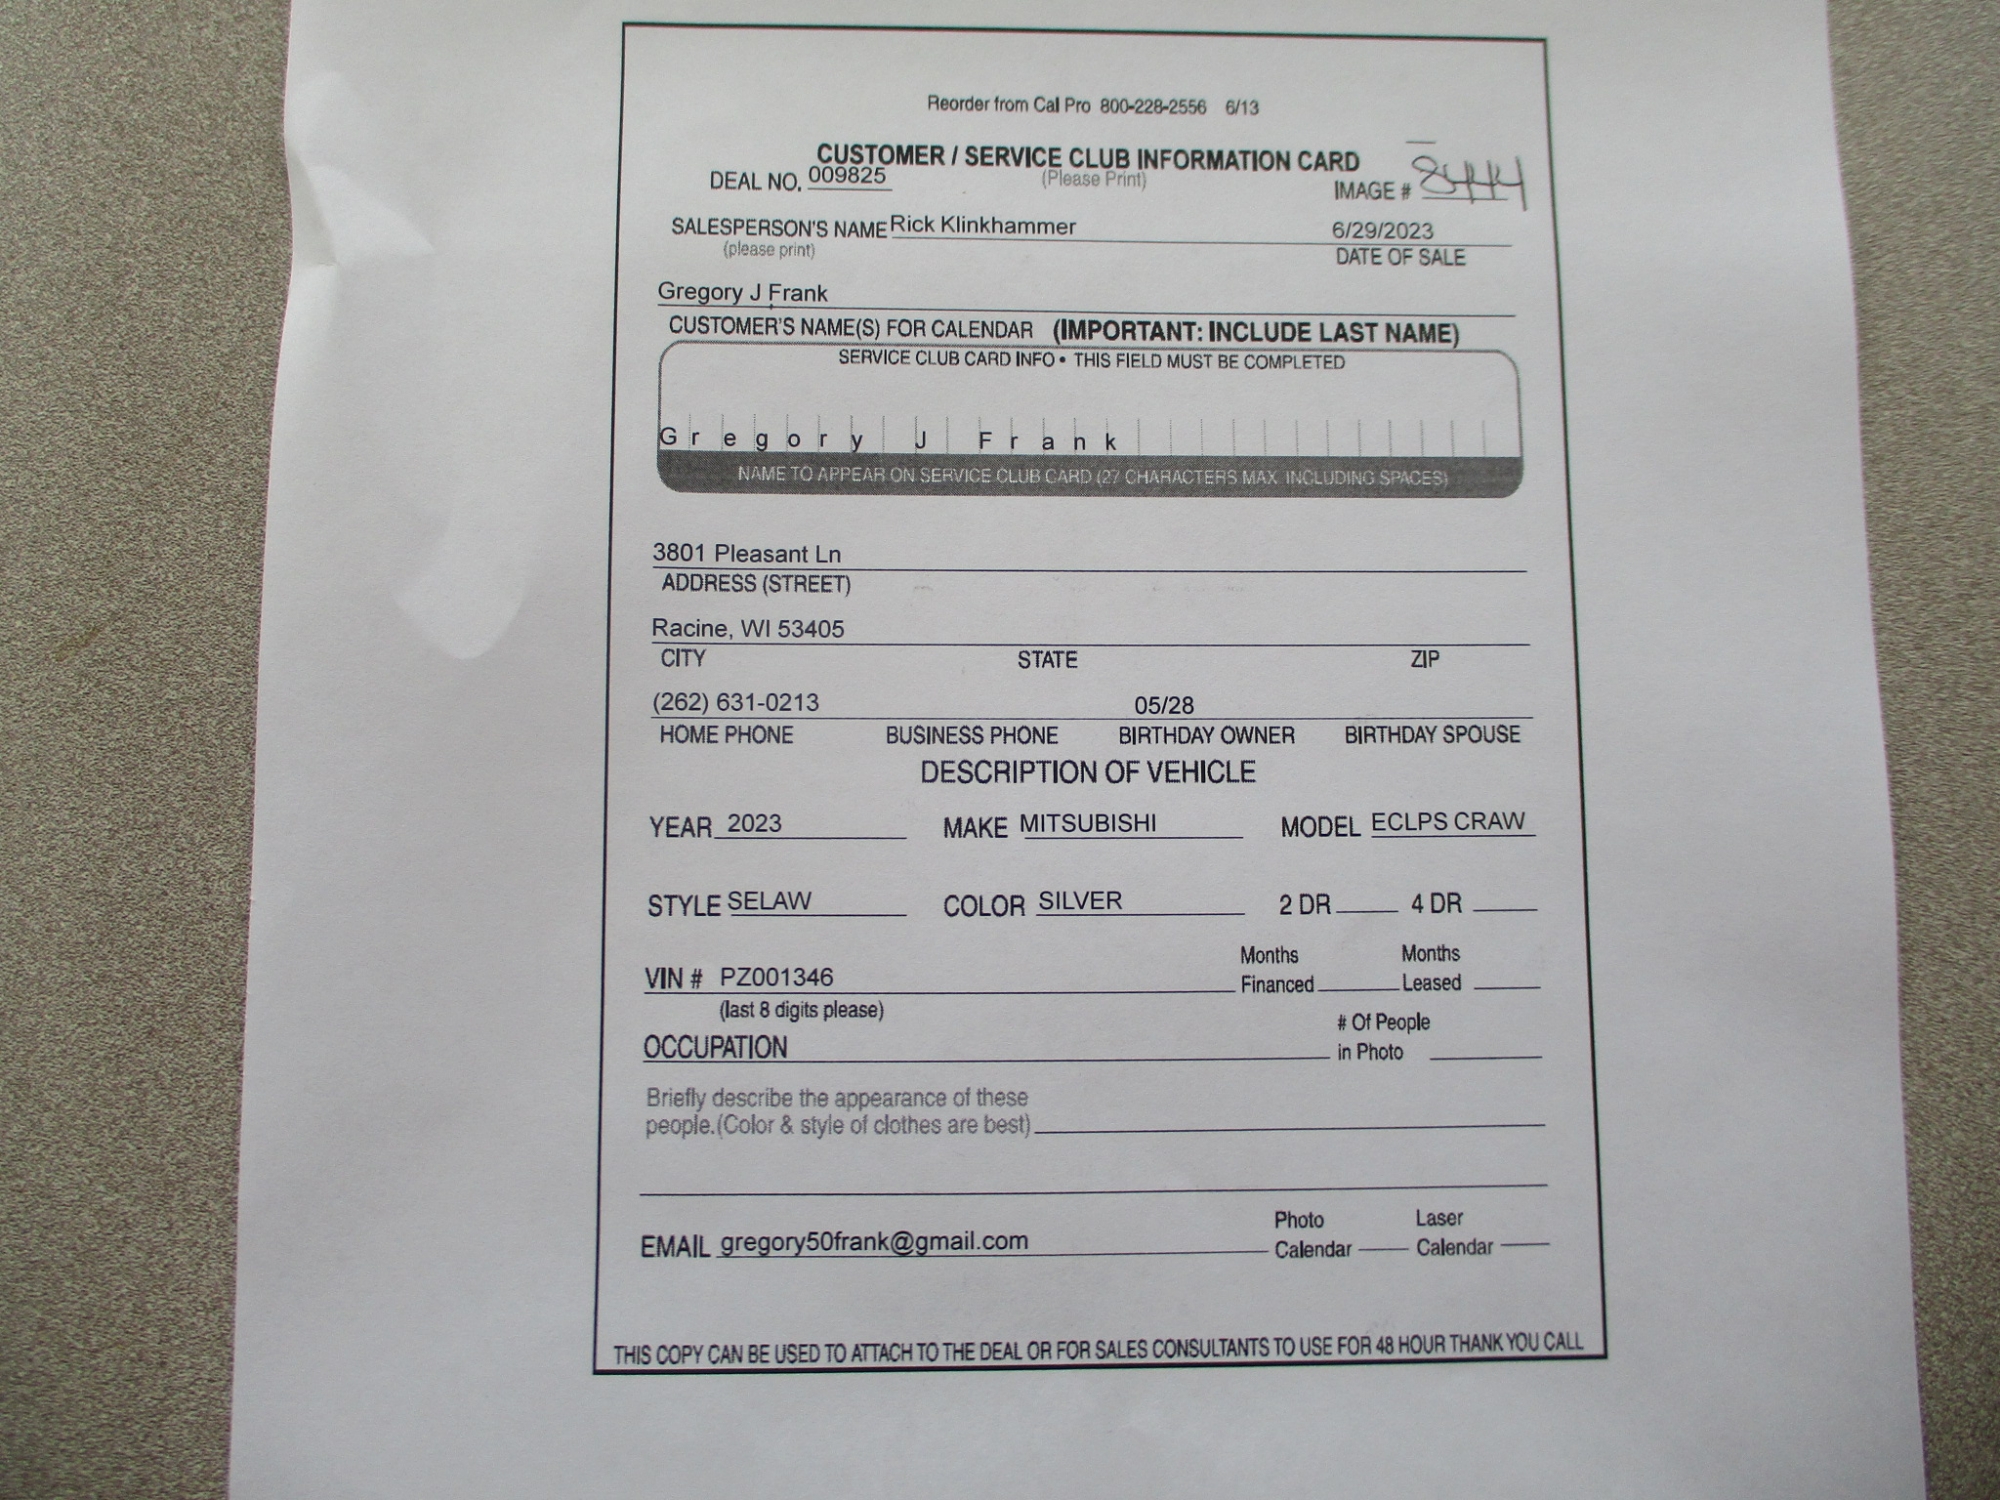 Reorder from Cal Pro 800-228-2556 6/13
CUSTOMER / SERVICE CLUB INFORMATION CARD
DEAL NO. 009825 (Please Print) IMAGE #
SALESPERSON'S NAME Rick Klinkhammer 6/29/2023
(please print) DATE OF SALE
Gregory J Frank
CUSTOMER'S NAME(S) FOR CALENDAR (IMPORTANT: INCLUDE LAST NAME)
SERVICE CLUB CARD INFO • THIS FIELD MUST BE COMPLETED
Gregory J Frank
NAME TO APPEAR ON SERVICE CLUB CARD (27 CHARACTERS MAX INCLUDING SPACES)
3801 Pleasant Ln
ADDRESS (STREET)
Racine, WI 53405
CITY STATE ZIP
(262) 631-0213 05/28
HOME PHONE BUSINESS PHONE BIRTHDAY OWNER BIRTHDAY SPOUSE
DESCRIPTION OF VEHICLE
YEAR 2023 MAKE MITSUBISHI MODEL ECLPS CRAW
STYLE SELAW COLOR SILVER 2 DR 4 DR
Months Months
VIN # PZ001346 Financed Leased
(last 8 digits please)
# Of People
OCCUPATION in Photo
Briefly describe the appearance of these
people.(Color & style of clothes are best)
Photo Laser
EMAIL gregory50frank@gmail.com Calendar Calendar
THIS COPY CAN BE USED TO ATTACH TO THE DEAL OR FOR SALES CONSULTANTS TO USE FOR 48 HOUR THANK YOU CALL